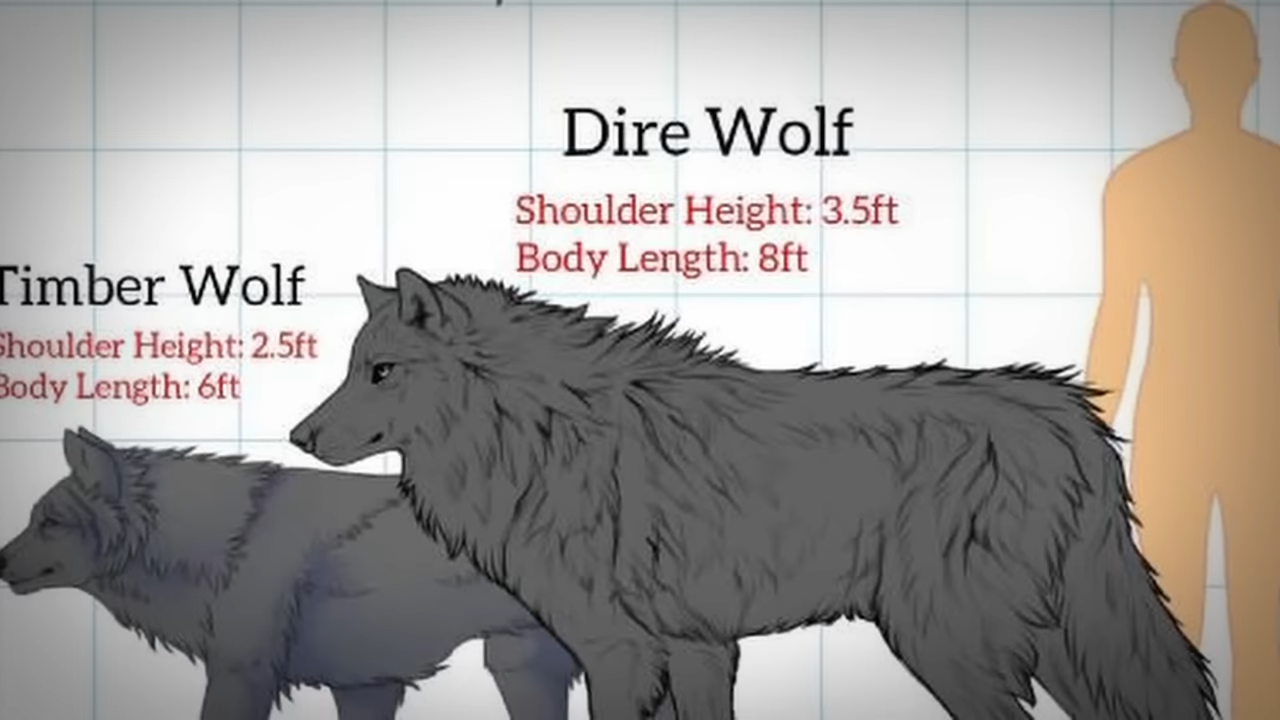 Dire Wolf
Shoulder Height: 3.5ft
Body Length: 8ft
Timber Wolf
Shoulder Height: 2.5ft
Body Length: 6ft